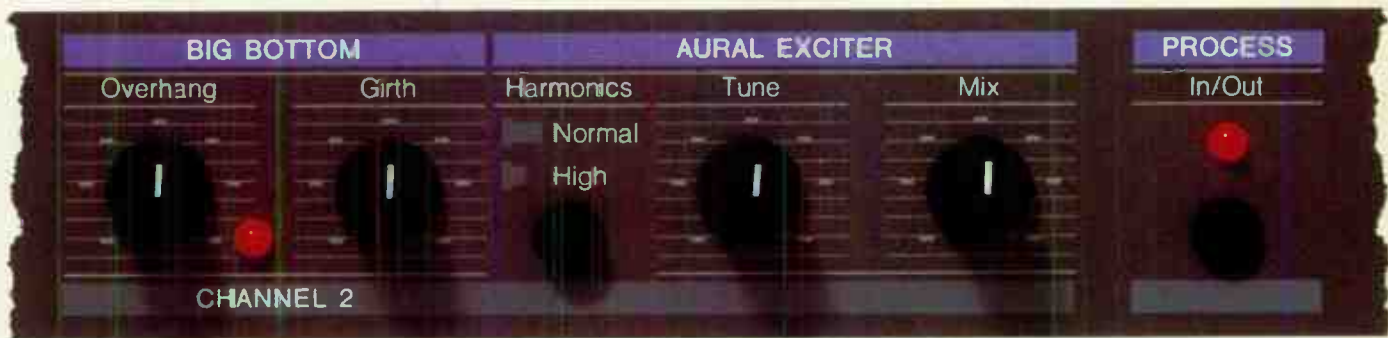 BIG BOTTOM AURAL EXCITER PROCESS
Overhang Girth Harmonics Tune Mix In/Out
Normal
High
CHANNEL 2